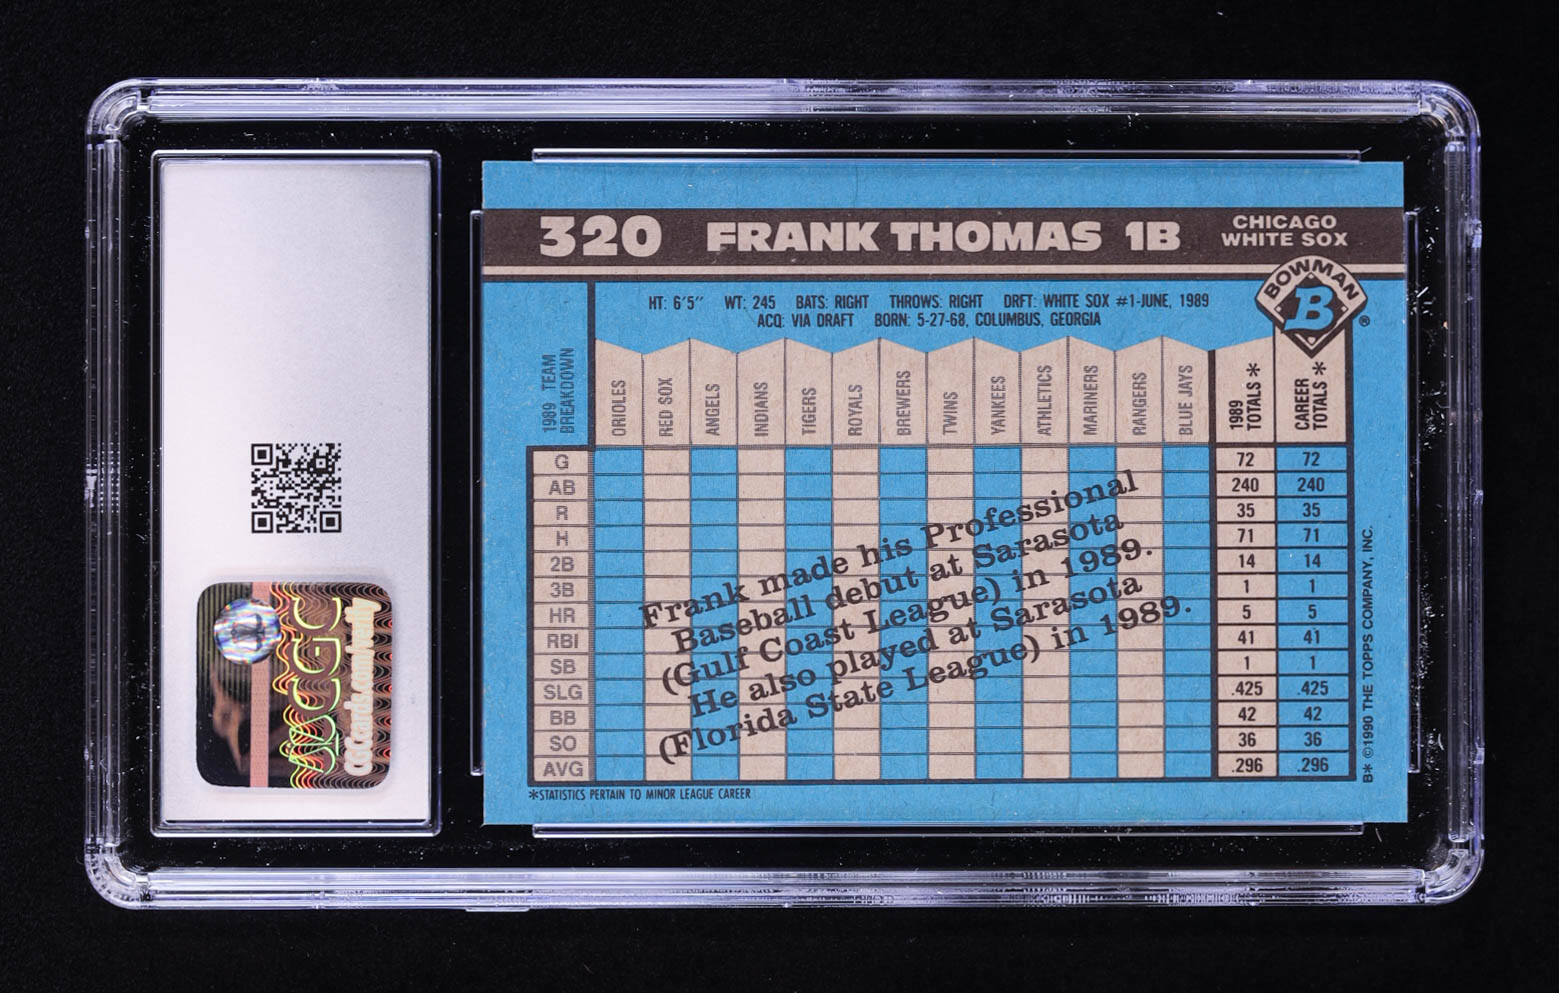 320 FRANK THOMAS 1B CHICAGO
WHITE SOX
BOWMAN
B
®
HT: 6'5" WT: 245 BATS: RIGHT THROWS: RIGHT DRFT: WHITE SOX #1-JUNE, 1989
ACQ: VIA DRAFT BORN: 5-27-68, COLUMBUS, GEORGIA
1989 TEAM
BREAKDOWN
ORIOLES
RED SOX
ANGELS
INDIANS
TIGERS
ROYALS
BREWERS
TWINS
YANKEES
ATHLETICS
MARINERS
RANGERS
BLUE JAYS
1989
TOTALS *
CAREER
TOTALS *
G 72 72
AB 240 240
R 35 35
H 71 71
2B 14 14
3B 1 1
HR 5 5
RBI 41 41
SB 1 1
SLG .425 .425
BB 42 42
SO 36 36
AVG .296 .296
Frank made his Professional
Baseball debut at Sarasota
(Gulf Coast League) in 1989.
He also played at Sarasota
(Florida State League) in 1989.
*STATISTICS PERTAIN TO MINOR LEAGUE CAREER
B* ©1990 THE TOPPS COMPANY, INC.